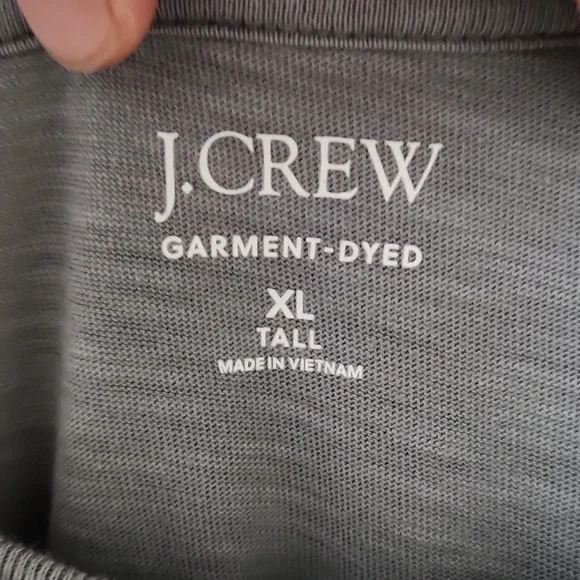 J.CREW
GARMENT-DYED
XL
TALL
MADE IN VIETNAM